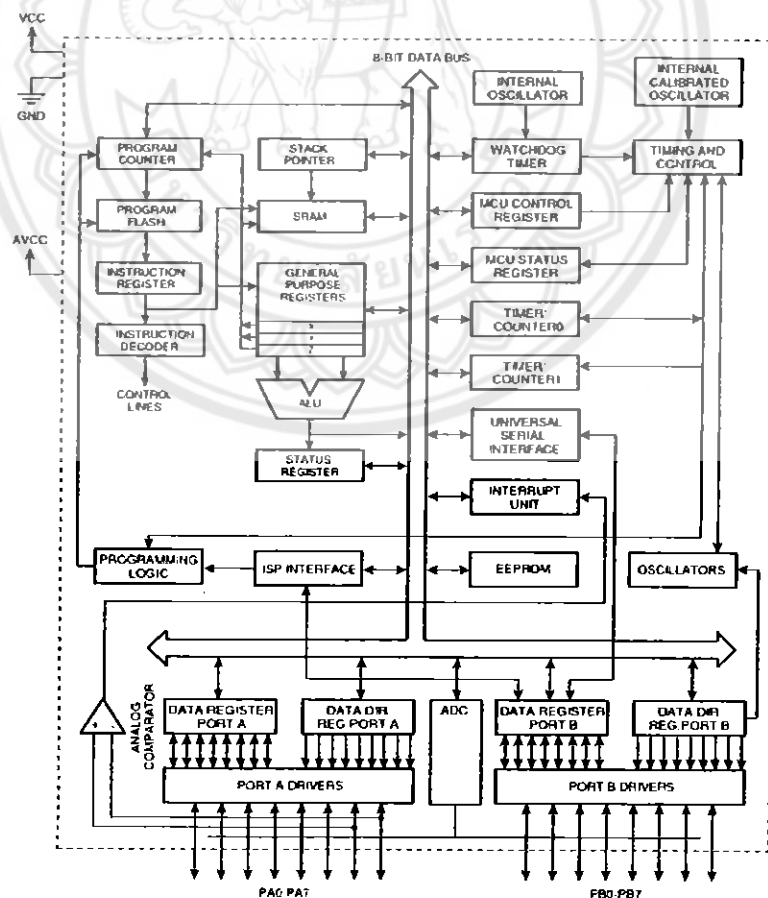 VCC
GND
AVCC
8-BIT DATA BUS
INTERNAL
OSCILLATOR
INTERNAL
CALIBRATED
OSCILLATOR
PROGRAM
COUNTER
STACK
POINTER
WATCHDOG
TIMER
TIMING AND
CONTROL
PROGRAM
FLASH
SRAM
MCU CONTROL
REGISTER
INSTRUCTION
REGISTER
GENERAL
PURPOSE
REGISTERS
MCU STATUS
REGISTER
INSTRUCTION
DECODER
TIMER/
COUNTER0
CONTROL
LINES
ALU
TIMER/
COUNTER1
STATUS
REGISTER
UNIVERSAL
SERIAL
INTERFACE
INTERRUPT
UNIT
PROGRAMMING
LOGIC
ISP INTERFACE
EEPROM
OSCILLATORS
ANALOG
COMPARATOR
DATA REGISTER
PORT A
DATA DIR
REG.PORT A
ADC
DATA REGISTER
PORT B
DATA DIR
REG.PORT B
PORT A DRIVERS
PORT B DRIVERS
PA0-PA7
PB0-PB7